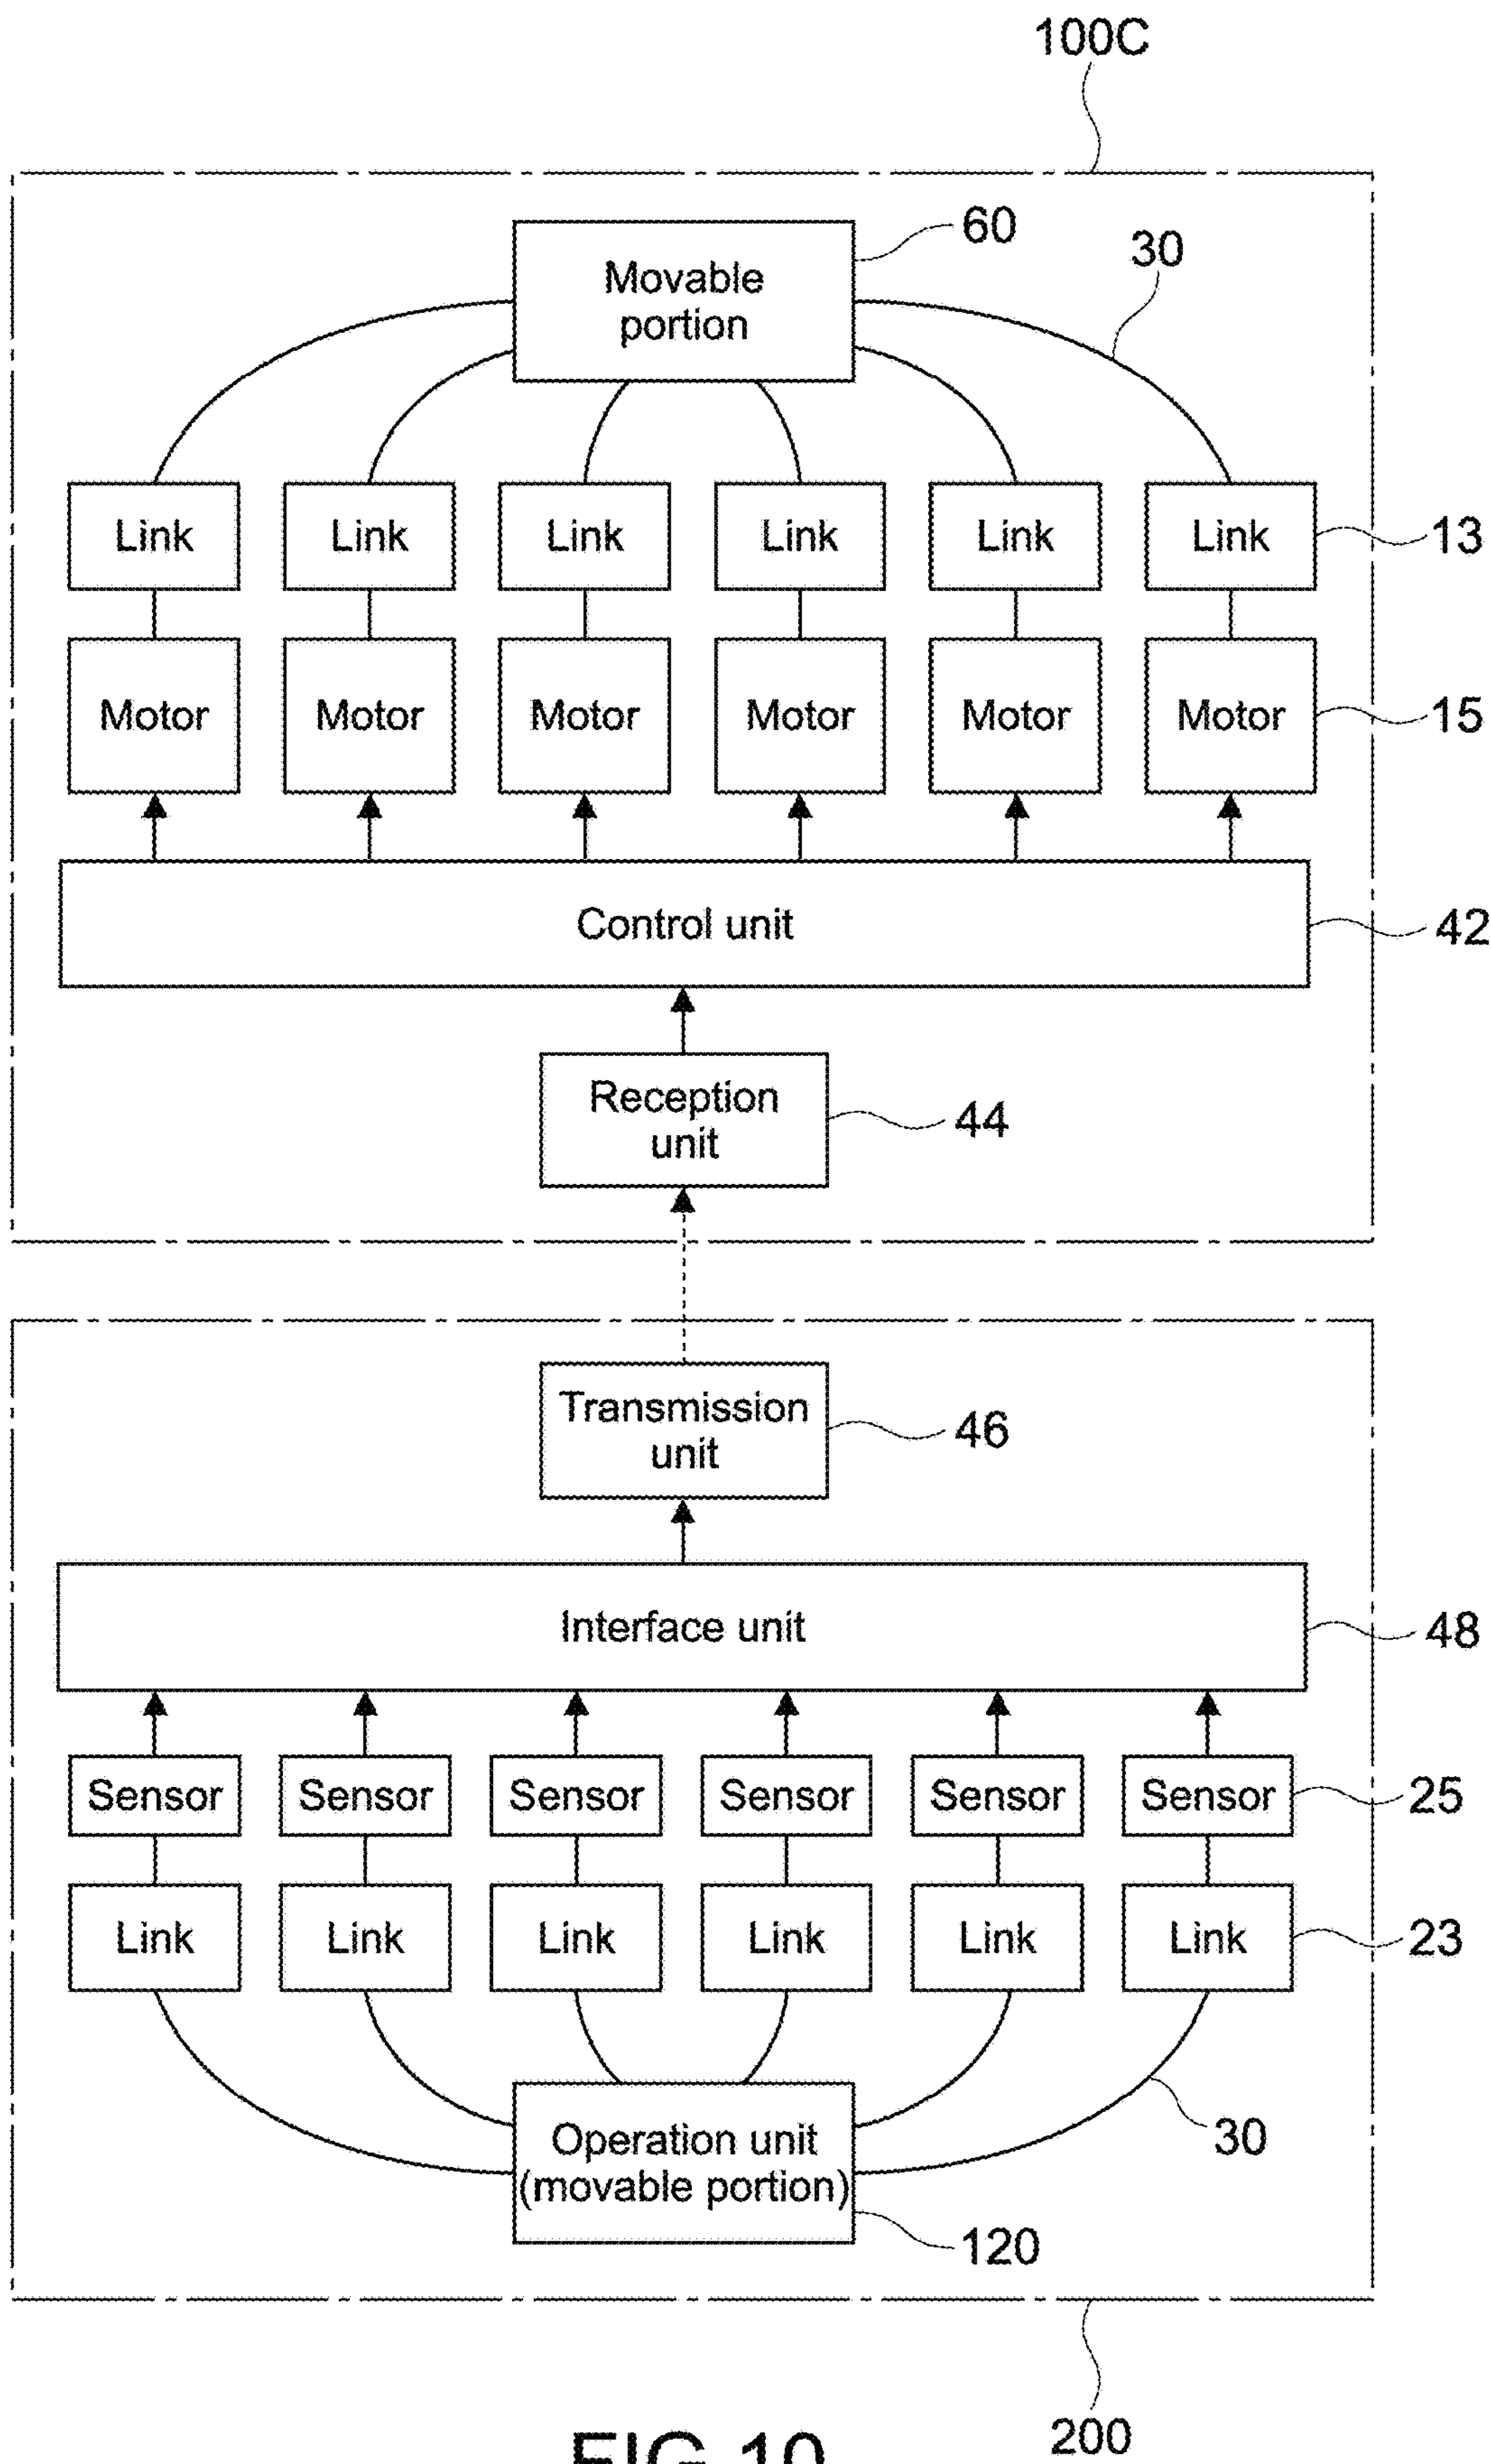 100C
60
30
Movable
portion
Link Link Link Link Link Link 13
Motor Motor Motor Motor Motor Motor 15
Control unit 42
Reception
unit
44
Transmission
unit
46
Interface unit 48
Sensor Sensor Sensor Sensor Sensor Sensor 25
Link Link Link Link Link Link 23
30
Operation unit
(movable portion)
120
200
FIG.10